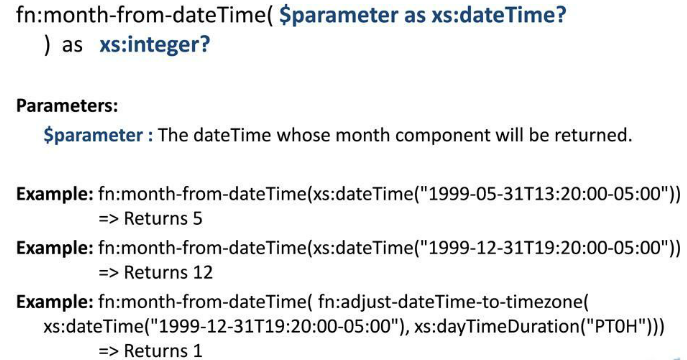 fn:month-from-dateTime( $parameter as xs:dateTime?
) as xs:integer?
Parameters:
$parameter : The dateTime whose month component will be returned.
Example: fn:month-from-dateTime(xs:dateTime("1999-05-31T13:20:00-05:00"))
=> Returns 5
Example: fn:month-from-dateTime(xs:dateTime("1999-12-31T19:20:00-05:00"))
=> Returns 12
Example: fn:month-from-dateTime( fn:adjust-dateTime-to-timezone(
xs:dateTime("1999-12-31T19:20:00-05:00"), xs:dayTimeDuration("PT0H")))
=> Returns 1